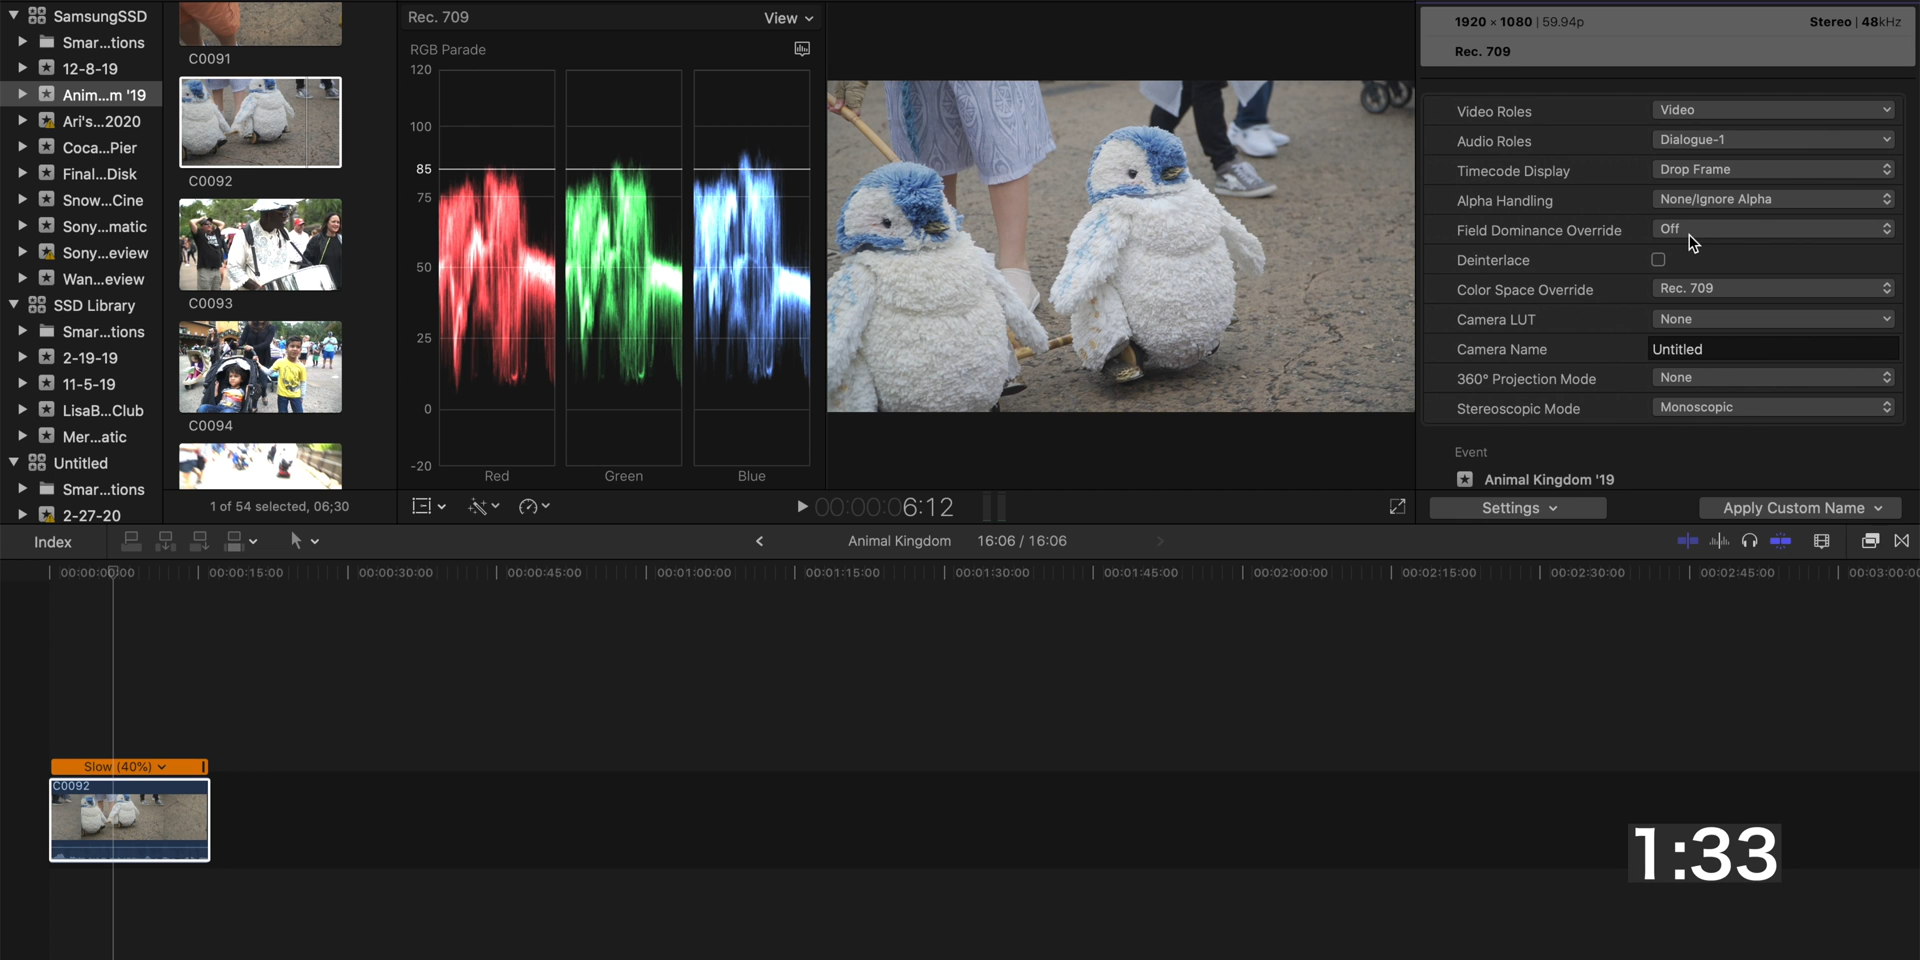 SamsungSSD
Smar...tions
12-8-19
Anim...m '19
Ari's...2020
Coca...Pier
Final...Disk
Snow...Cine
Sony...matic
Sony...eview
Wan...eview
SSD Library
Smar...tions
2-19-19
11-5-19
LisaB...Club
Mer...atic
Untitled
Smar...tions
2-27-20
C0091
C0092
C0093
C0094
1 of 54 selected, 06;30
Rec. 709
View
RGB Parade
120
100
85
75
50
25
0
-20
Red
Green
Blue
00:00:06:12
1920 × 1080 | 59.94p
Stereo | 48kHz
Rec. 709
Video Roles
Video
Audio Roles
Dialogue-1
Timecode Display
Drop Frame
Alpha Handling
None/Ignore Alpha
Field Dominance Override
Off
Deinterlace
Color Space Override
Rec. 709
Camera LUT
None
Camera Name
Untitled
360° Projection Mode
None
Stereoscopic Mode
Monoscopic
Event
Animal Kingdom '19
Settings
Apply Custom Name
Index
Animal Kingdom
16:06 / 16:06
00:00:00:00
00:00:15:00
00:00:30:00
00:00:45:00
00:01:00:00
00:01:15:00
00:01:30:00
00:01:45:00
00:02:00:00
00:02:15:00
00:02:30:00
00:02:45:00
00:03:00:00
Slow (40%)
C0092
1:33